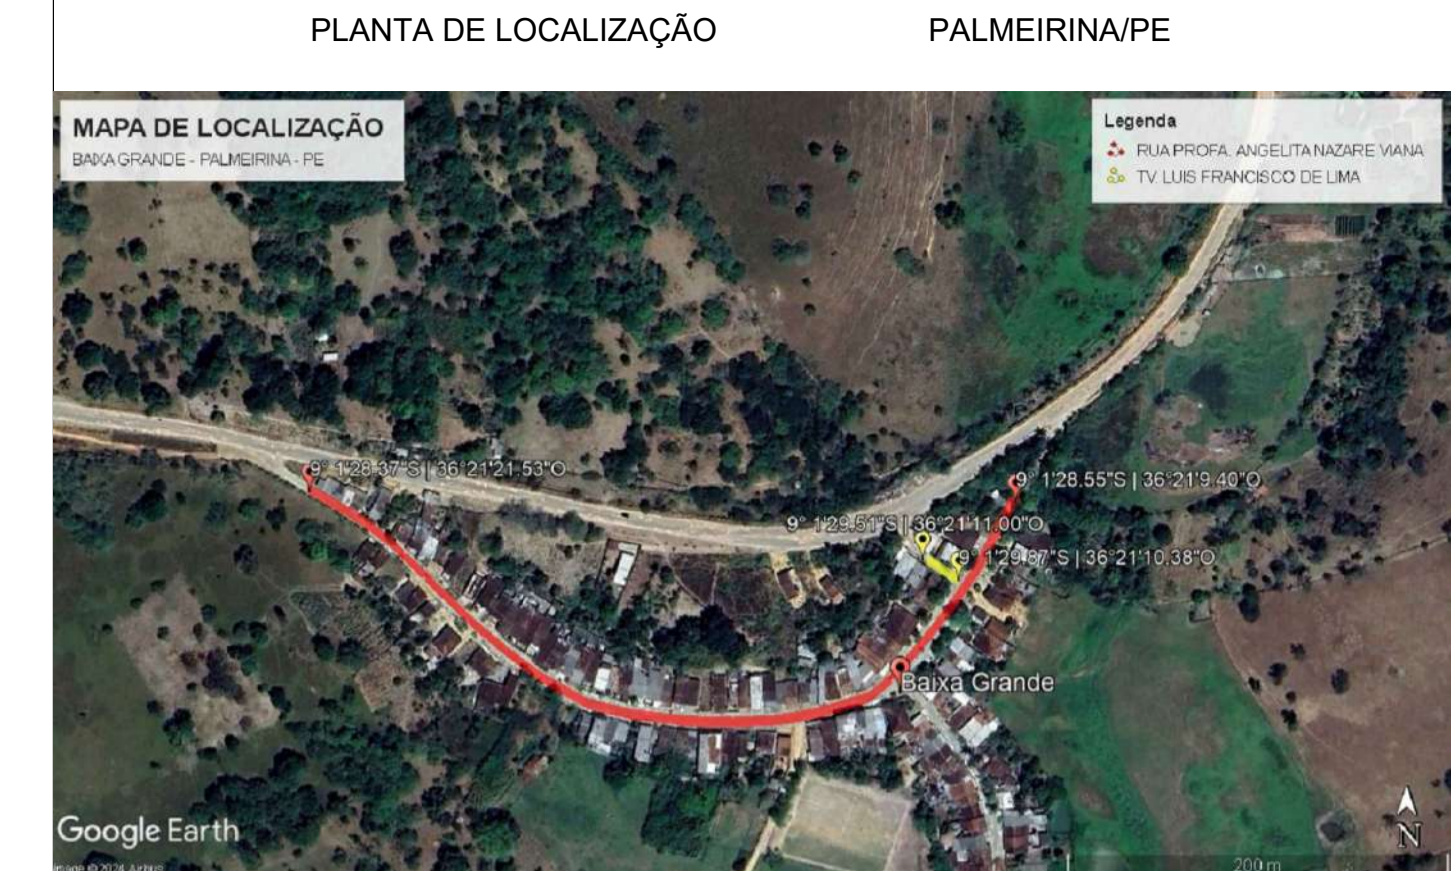 PLANTA DE LOCALIZAÇÃO PALMEIRINA/PE
MAPA DE LOCALIZAÇÃO
BAIXA GRANDE - PALMEIRINA - PE
Legenda
RUA PROFA. ANGELITA NAZARE VIANA
TV. LUIS FRANCISCO DE LIMA
9° 1'28.37"S | 36°21'21.53"O
9° 1'28.55"S | 36°21'9.40"O
9° 1'29.51"S | 36°21'11.00"O
9° 1'29.87"S | 36°21'10.38"O
Baixa Grande
Google Earth
N
Image © 2024 Airbus
200 m